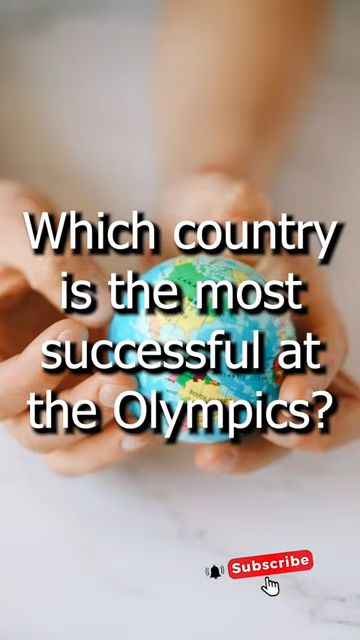 Which country
is the most
successful at
the Olympics?
Subscribe